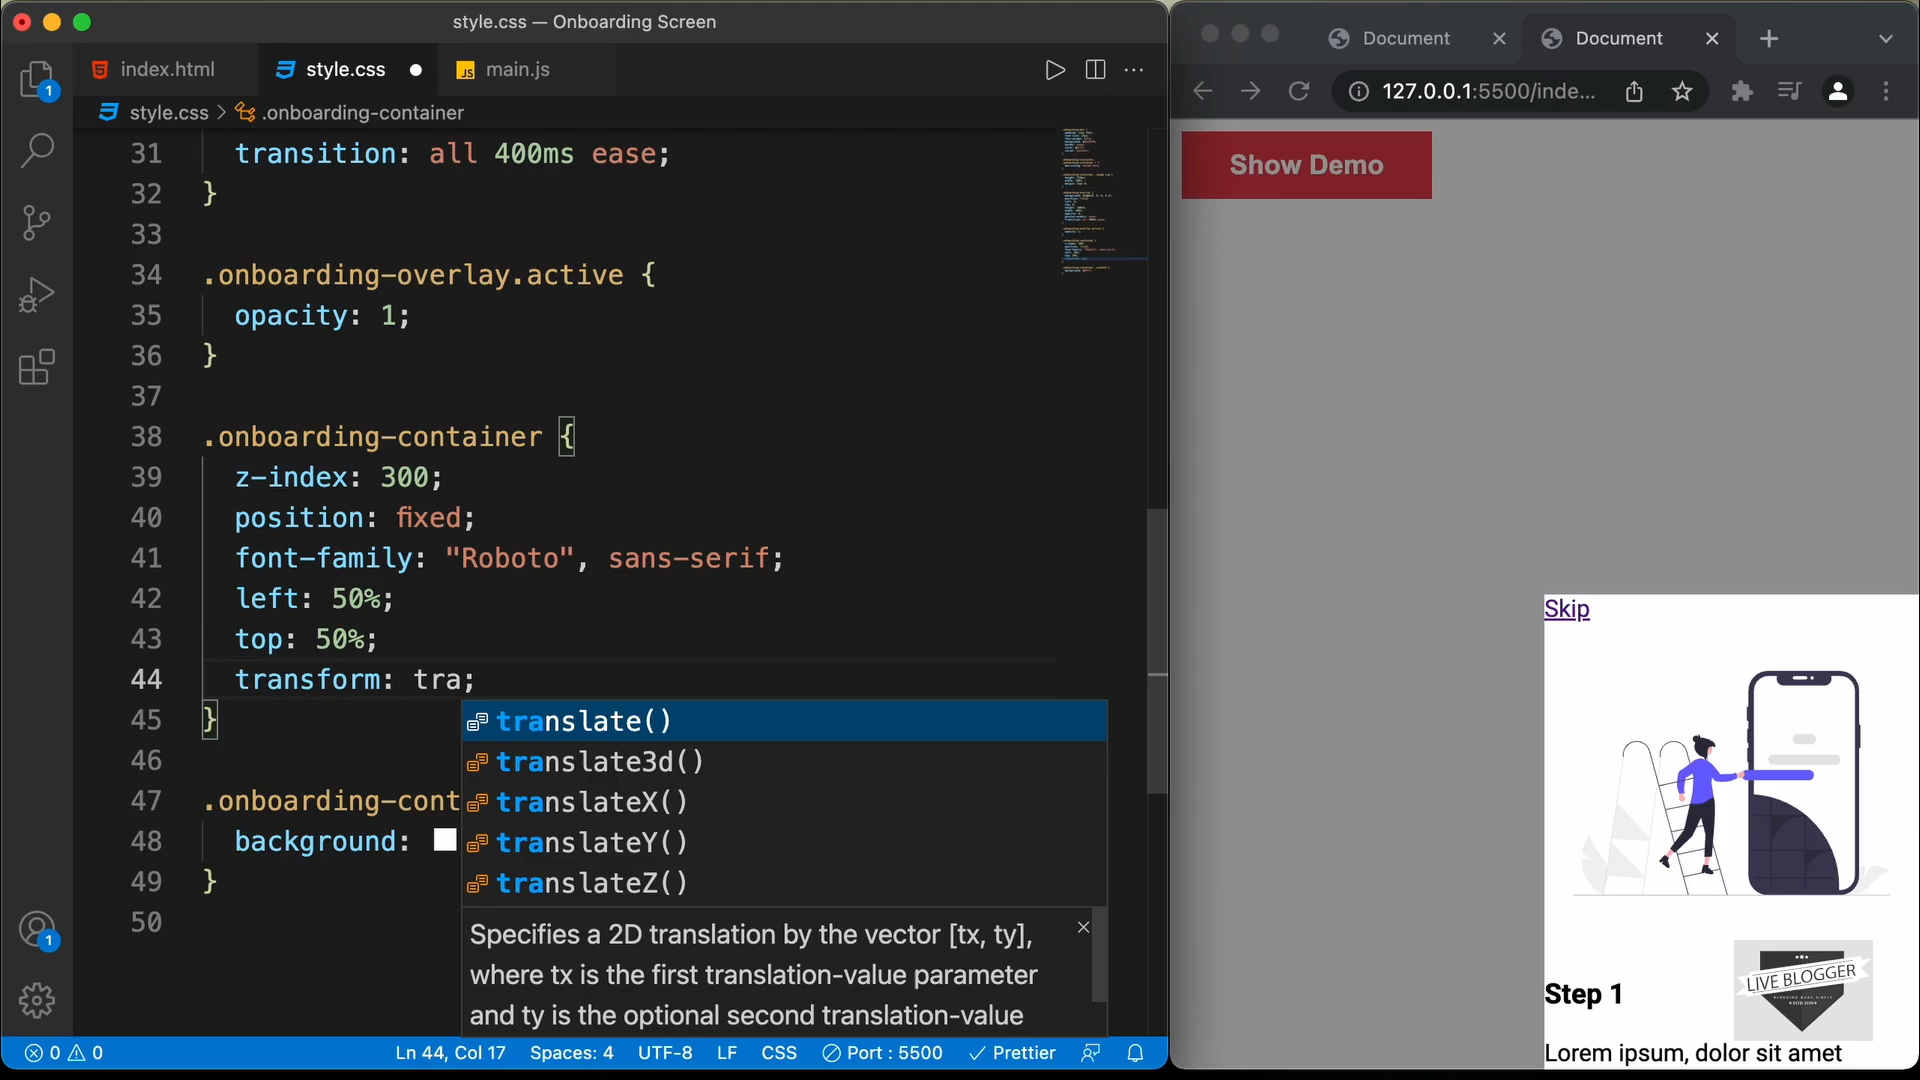 style.css — Onboarding Screen
index.html
style.css
JS main.js
style.css > .onboarding-container
31 transition: all 400ms ease;
32 }
33
34 .onboarding-overlay.active {
35 opacity: 1;
36 }
37
38 .onboarding-container {
39 z-index: 300;
40 position: fixed;
41 font-family: "Roboto", sans-serif;
42 left: 50%;
43 top: 50%;
44 transform: tra;
45 }
46
47 .onboarding-cont
48 background:
49 }
50
translate()
translate3d()
translateX()
translateY()
translateZ()
Specifies a 2D translation by the vector [tx, ty],
where tx is the first translation-value parameter
and ty is the optional second translation-value
1
1
0 0
Ln 44, Col 17
Spaces: 4
UTF-8
LF
CSS
Port : 5500
Prettier
Document
Document
127.0.0.1:5500/inde...
Show Demo
Skip
Step 1
LIVE BLOGGER
Lorem ipsum, dolor sit amet